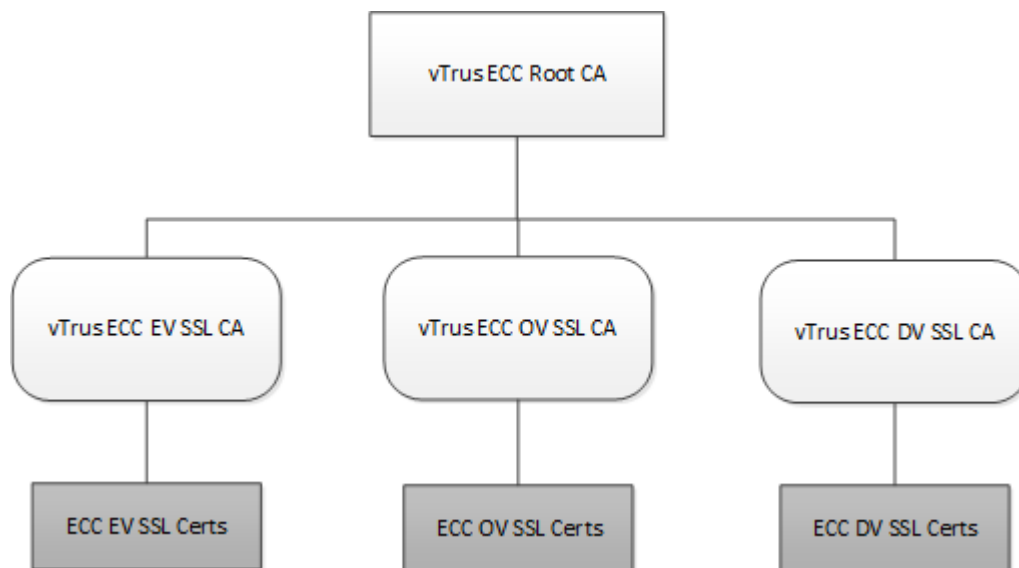 vTrus ECC Root CA
vTrus ECC EV SSL CA
vTrus ECC OV SSL CA
vTrus ECC DV SSL CA
ECC EV SSL Certs
ECC OV SSL Certs
ECC DV SSL Certs